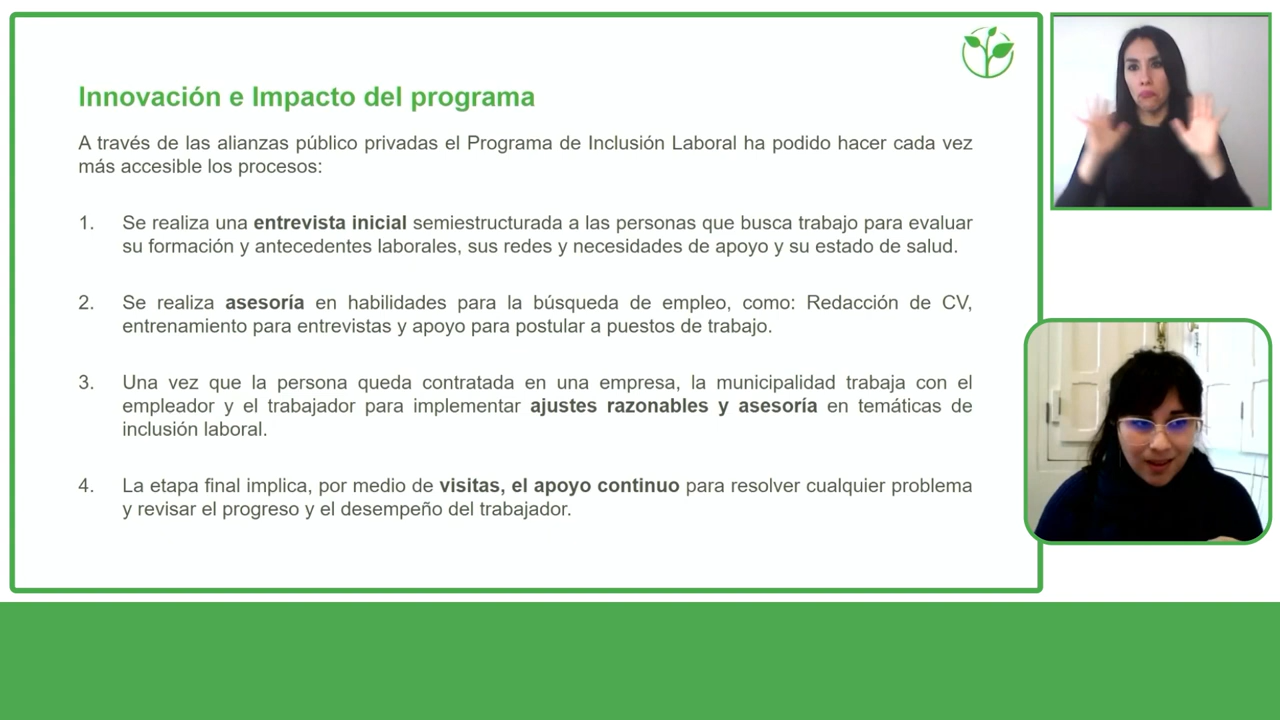 Innovación e Impacto del programa
A través de las alianzas público privadas el Programa de Inclusión Laboral ha podido hacer cada vez
más accesible los procesos:
1. Se realiza una entrevista inicial semiestructurada a las personas que busca trabajo para evaluar
su formación y antecedentes laborales, sus redes y necesidades de apoyo y su estado de salud.
2. Se realiza asesoría en habilidades para la búsqueda de empleo, como: Redacción de CV,
entrenamiento para entrevistas y apoyo para postular a puestos de trabajo.
3. Una vez que la persona queda contratada en una empresa, la municipalidad trabaja con el
empleador y el trabajador para implementar ajustes razonables y asesoría en temáticas de
inclusión laboral.
4. La etapa final implica, por medio de visitas, el apoyo continuo para resolver cualquier problema
y revisar el progreso y el desempeño del trabajador.